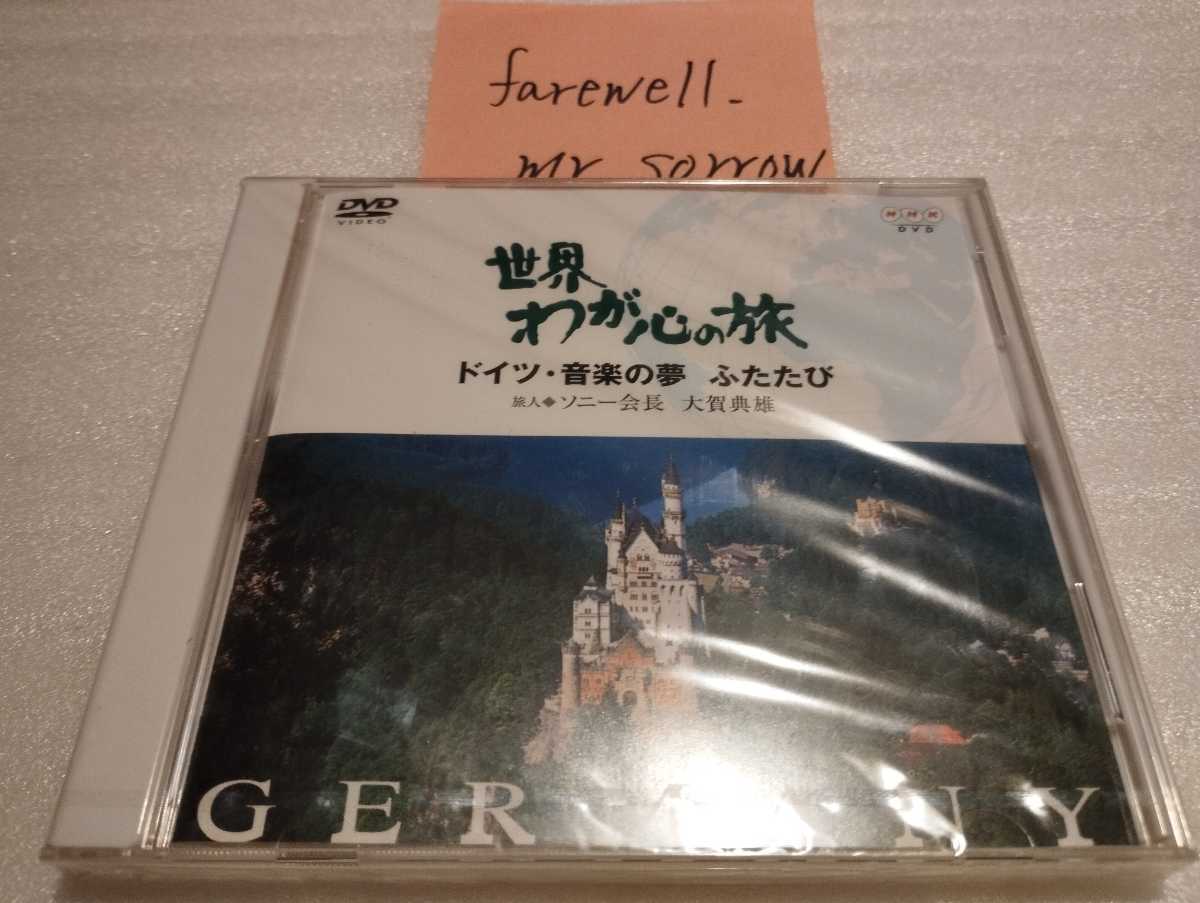 farewell_
mr sorrow
DVD
VIDEO
NHK
DVD
世界
わが心の旅
ドイツ・音楽の夢 ふたたび
旅人◆ソニー会長 大賀典雄
GERMANY